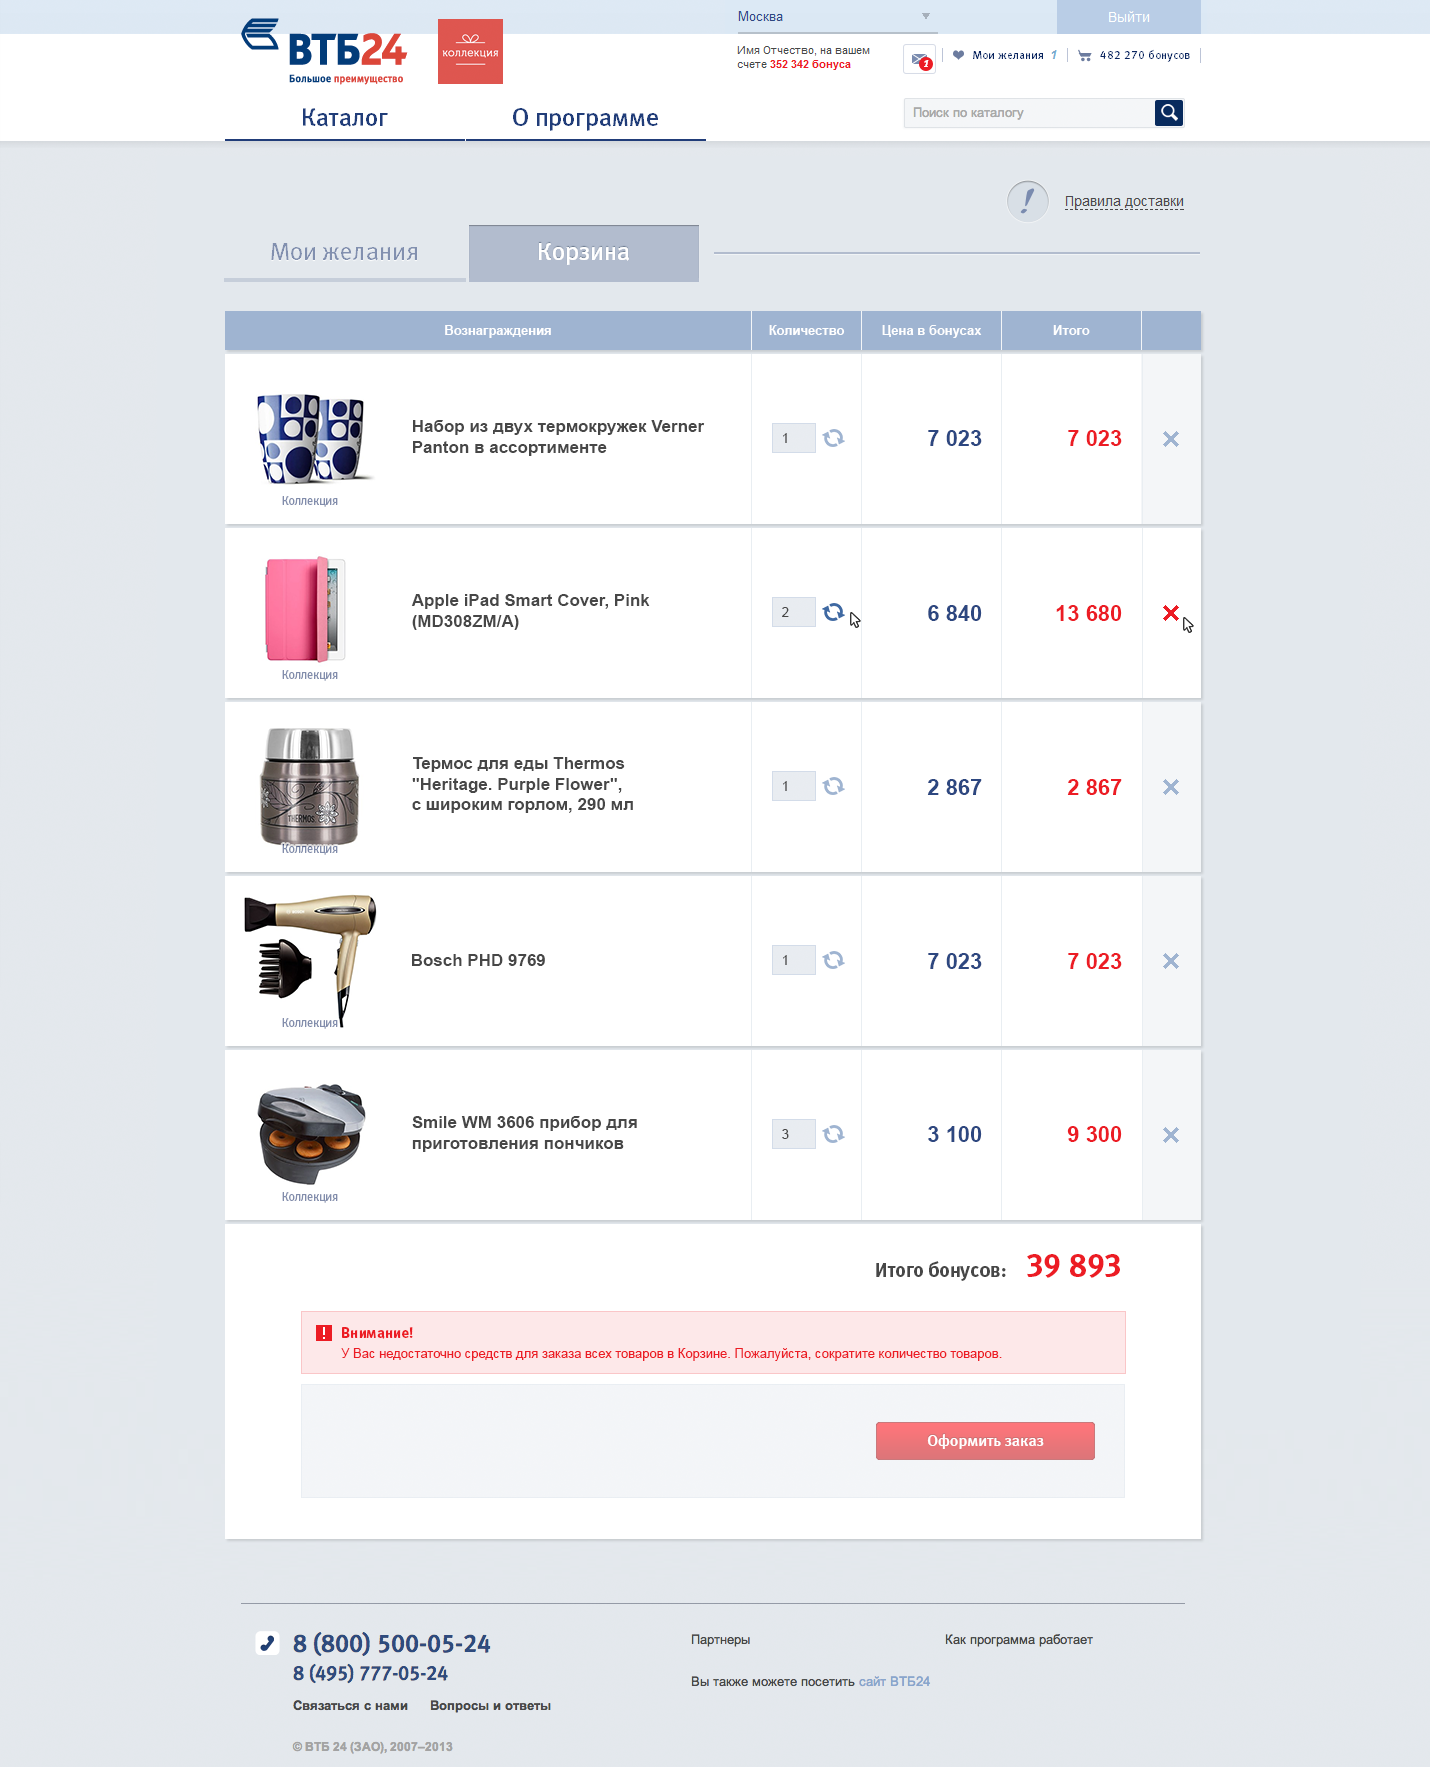 Москва
Выйти
ВТБ24
Большое преимущество
коллекция
Имя Отчество, на вашем
счете 352 342 бонуса
1
Мои желания 1
482 270 бонусов
Каталог
О программе
Поиск по каталогу
!
Правила доставки
Мои желания
Корзина
Вознаграждения
Количество
Цена в бонусах
Итого
Набор из двух термокружек Verner
Panton в ассортименте
1
7 023
7 023
Коллекция
Apple iPad Smart Cover, Pink
(MD308ZM/A)
2
6 840
13 680
Коллекция
Термос для еды Thermos
"Heritage. Purple Flower",
с широким горлом, 290 мл
1
2 867
2 867
THERMOS
Коллекция
Bosch PHD 9769
1
7 023
7 023
Коллекция
Smile WM 3606 прибор для
приготовления пончиков
3
3 100
9 300
Коллекция
Итого бонусов: 39 893
! Внимание!
У Вас недостаточно средств для заказа всех товаров в Корзине. Пожалуйста, сократите количество товаров.
Оформить заказ
8 (800) 500-05-24
8 (495) 777-05-24
Связаться с нами
Вопросы и ответы
© ВТБ 24 (ЗАО), 2007–2013
Партнеры
Как программа работает
Вы также можете посетить сайт ВТБ24